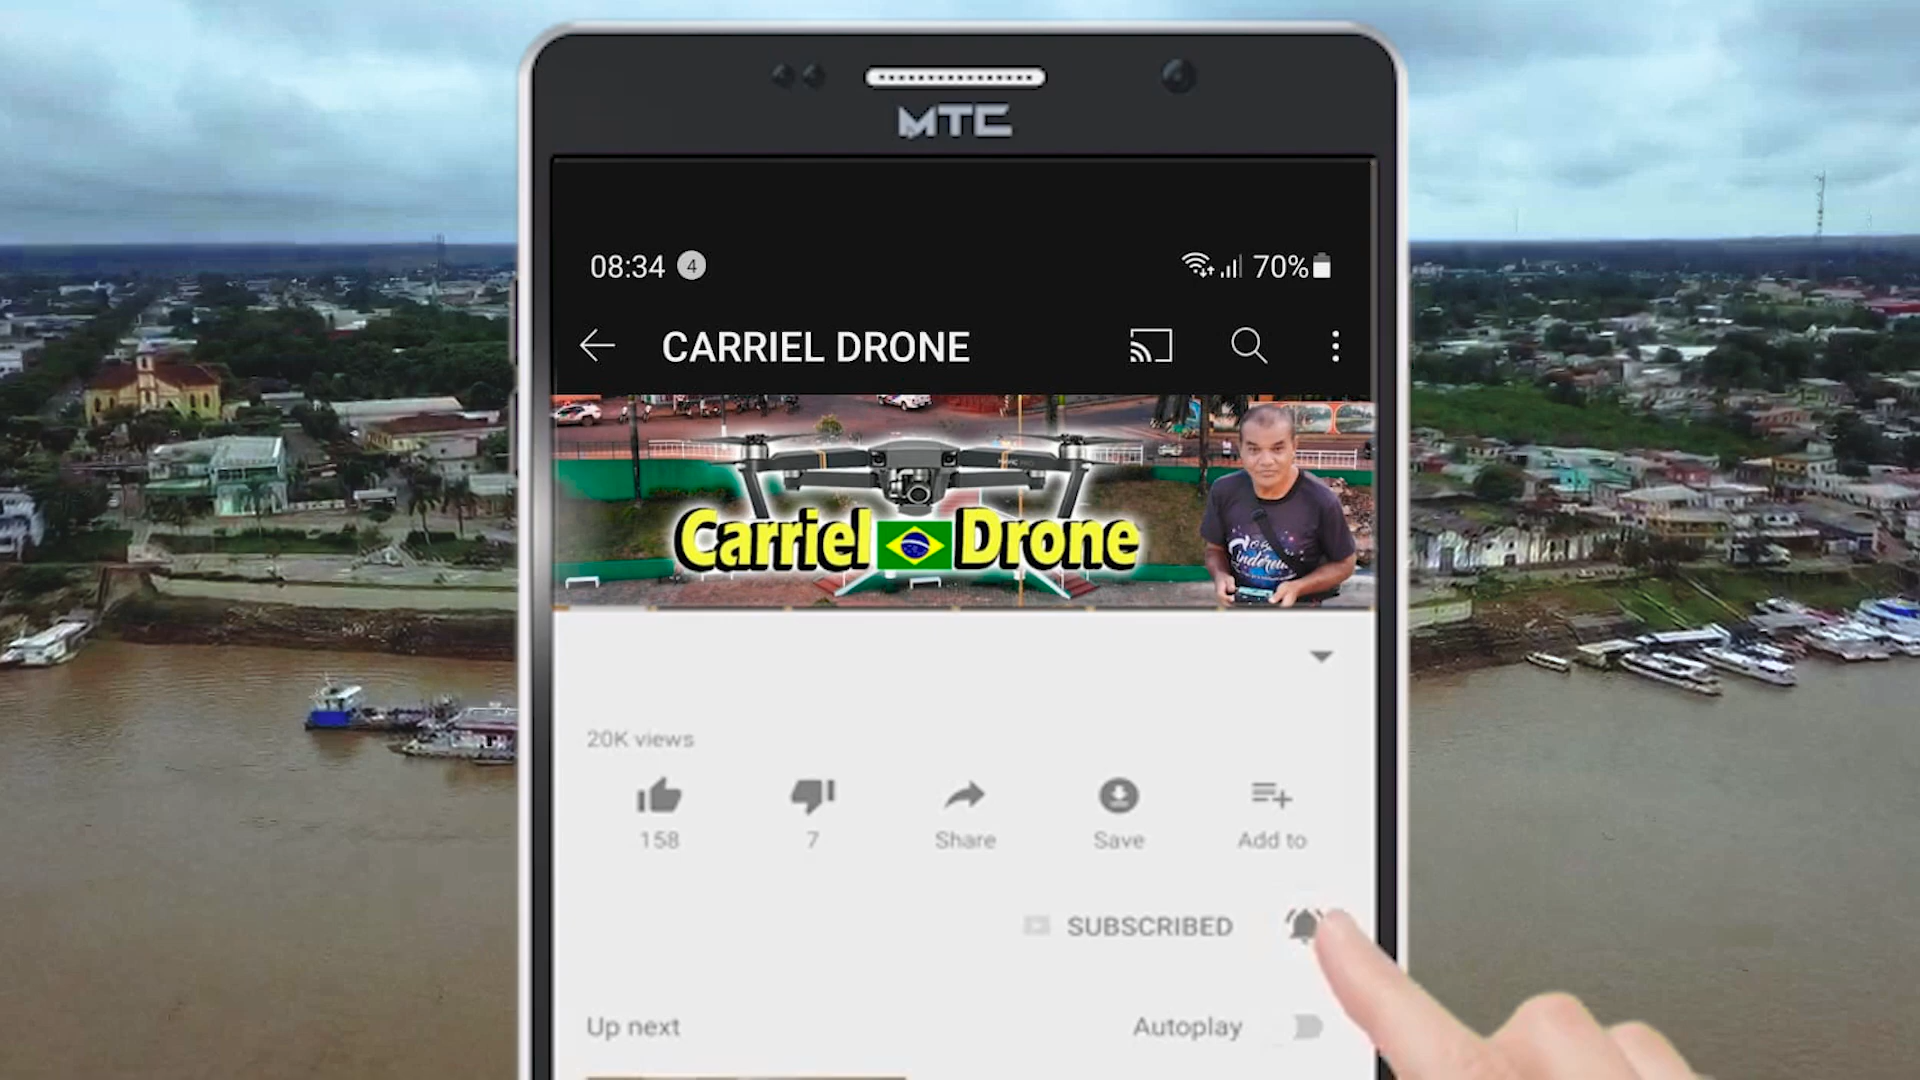 MTC
08:34 4 70%
CARRIEL DRONE
Carriel Drone
20K views
158 7 Share Save Add to
SUBSCRIBED
Up next Autoplay